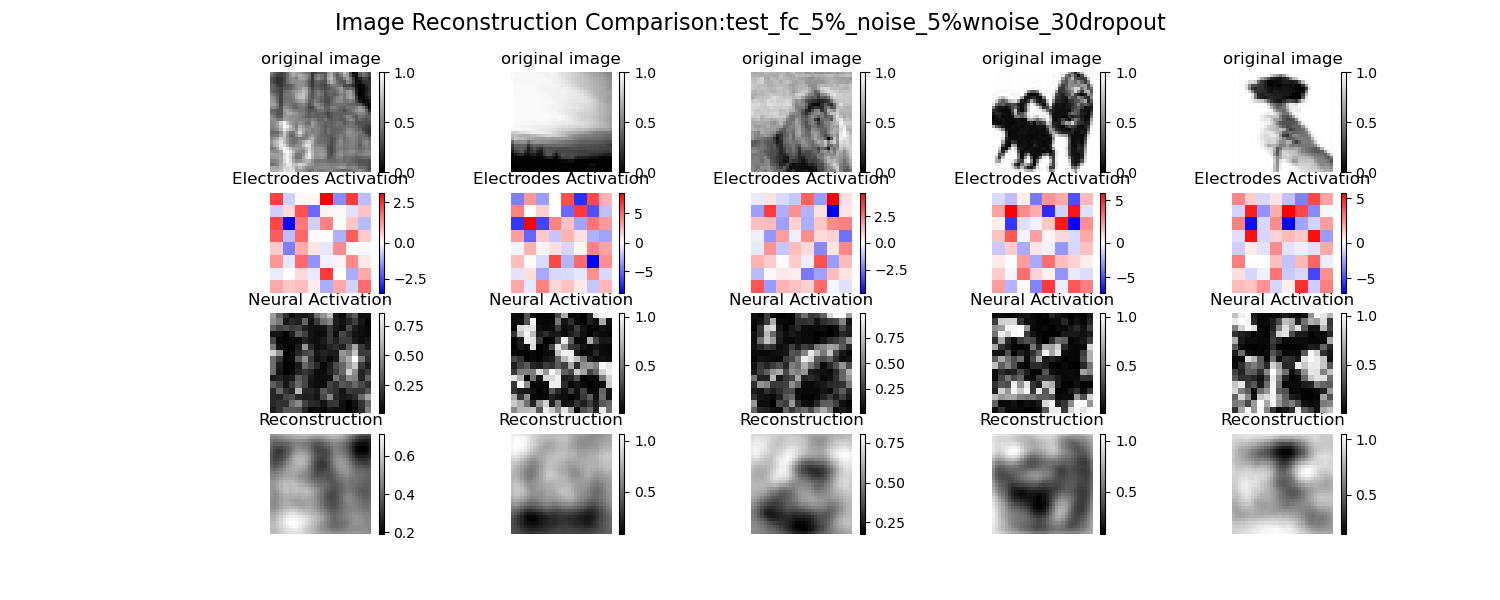 Image Reconstruction Comparison:test_fc_5%_noise_5%wnoise_30dropout
original image original image original image original image original image
1.0 1.0 1.0 1.0 1.0
0.5 0.5 0.5 0.5 0.5
0.0 0.0 0.0 0.0 0.0
Electrodes Activation Electrodes Activation Electrodes Activation Electrodes Activation Electrodes Activation
2.5 5 2.5 5 5
0.0 0 0.0 0 0
−2.5 −5 −2.5 −5 −5
Neural Activation Neural Activation Neural Activation Neural Activation Neural Activation
0.75 1.0 0.75 1.0 1.0
0.50 0.5 0.50 0.5 0.5
0.25 0.25
Reconstruction Reconstruction Reconstruction Reconstruction Reconstruction
0.6 1.0 0.75 1.0 1.0
0.4 0.5 0.50 0.5 0.5
0.2 0.25